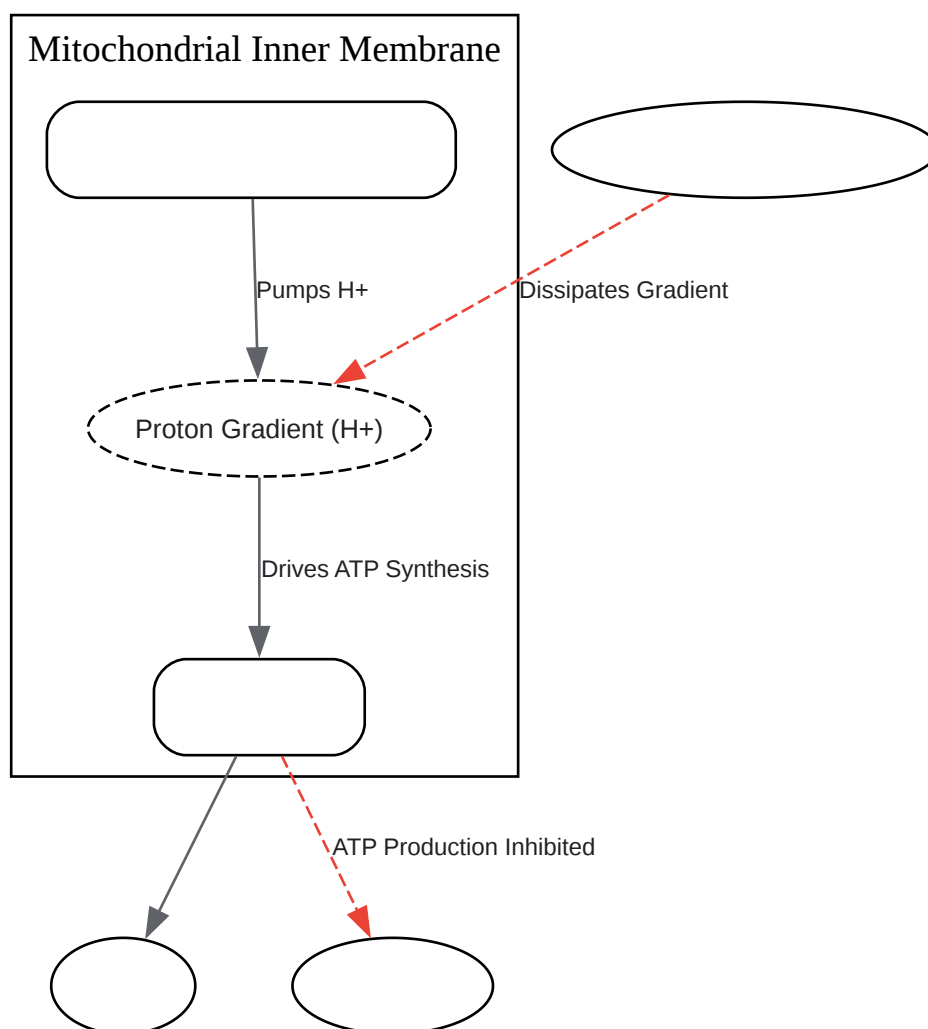 Mitochondrial Inner Membrane
Pumps H+
Dissipates Gradient
Proton Gradient (H+)
Drives ATP Synthesis
ATP Production Inhibited